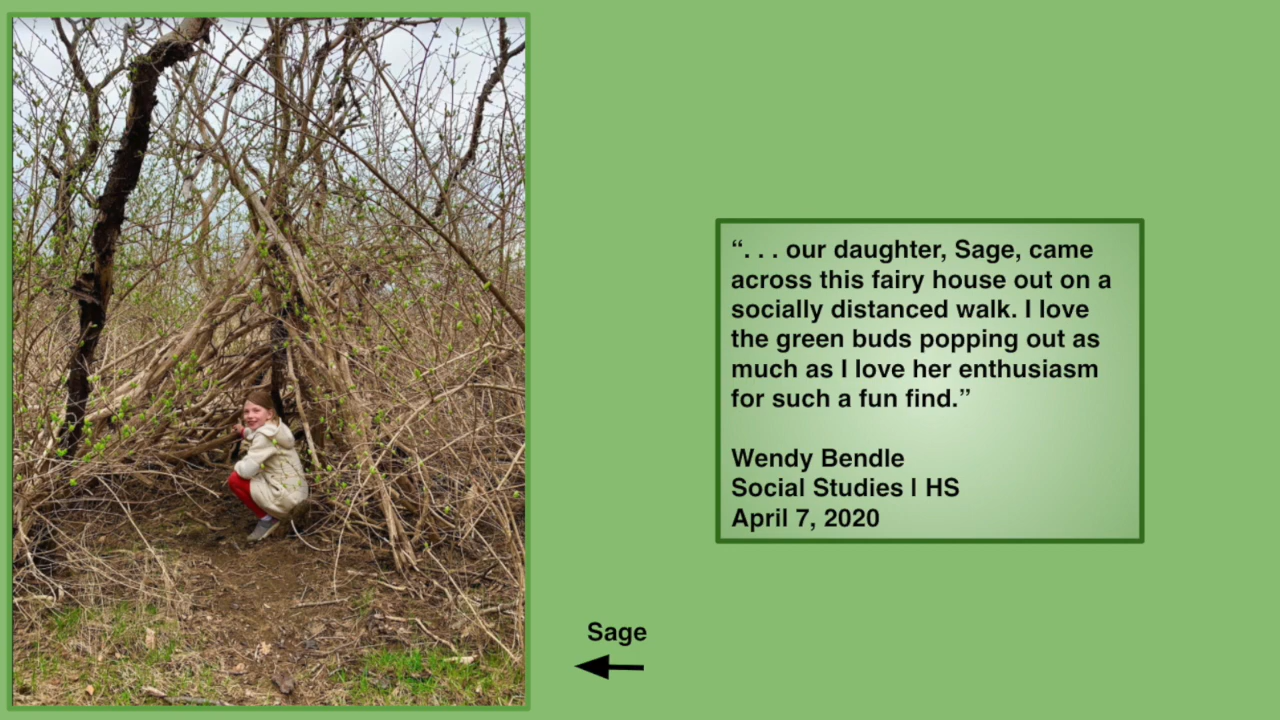 “. . . our daughter, Sage, came
across this fairy house out on a
socially distanced walk. I love
the green buds popping out as
much as I love her enthusiasm
for such a fun find.”
Wendy Bendle
Social Studies | HS
April 7, 2020
Sage